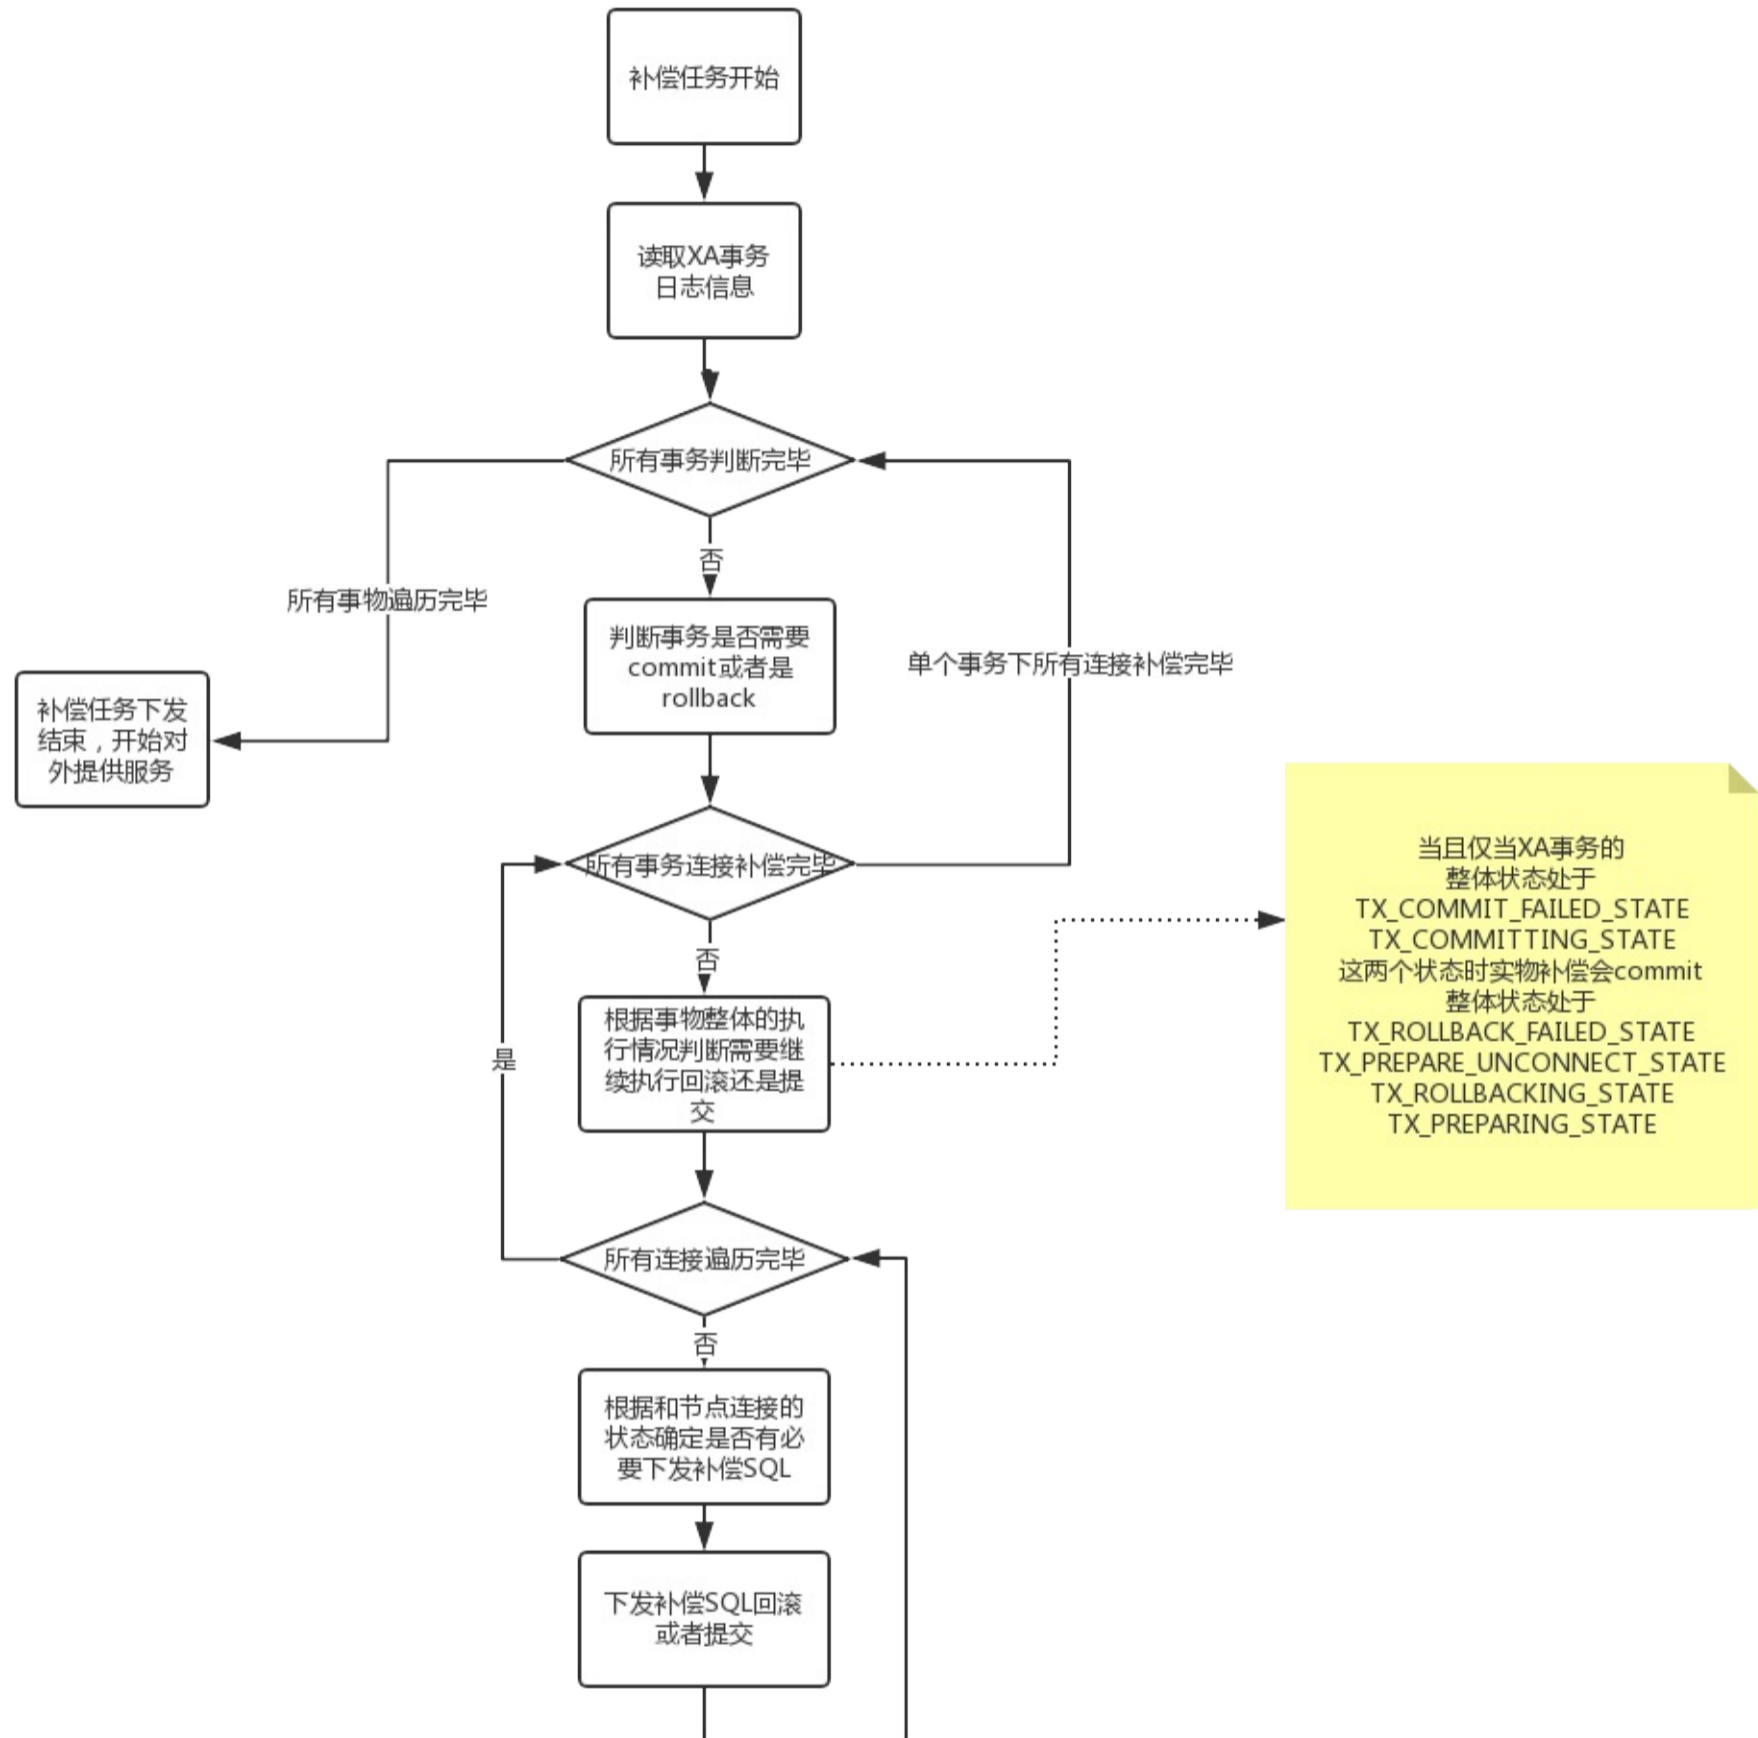 补偿任务开始
读取XA事务
日志信息
所有事务判断完毕
否
所有事物遍历完毕
判断事务是否需要
commit或者是
rollback
单个事务下所有连接补偿完毕
补偿任务下发
结束，开始对
外提供服务
所有事务连接补偿完毕
否
当且仅当XA事务的
整体状态处于
TX_COMMIT_FAILED_STATE
TX_COMMITTING_STATE
这两个状态时实物补偿会commit
整体状态处于
TX_ROLLBACK_FAILED_STATE
TX_PREPARE_UNCONNECT_STATE
TX_ROLLBACKING_STATE
TX_PREPARING_STATE
根据事物整体的执
行情况判断需要继
续执行回滚还是提
交
是
所有连接遍历完毕
否
根据和节点连接的
状态确定是否有必
要下发补偿SQL
下发补偿SQL回滚
或者提交